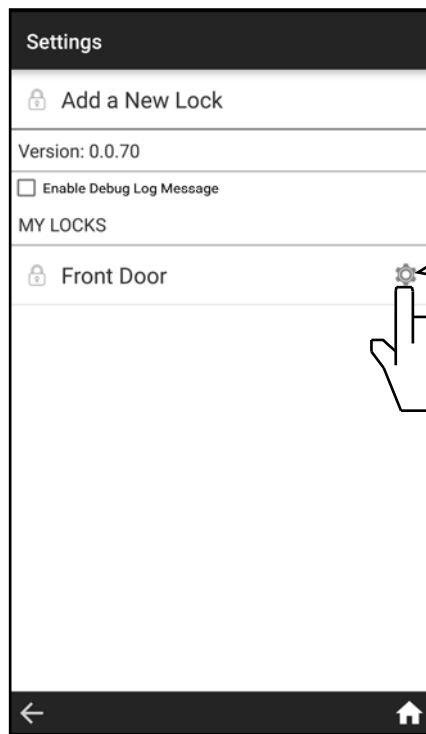 Settings
Add a New Lock
Version: 0.0.70
Enable Debug Log Message
MY LOCKS
Front Door